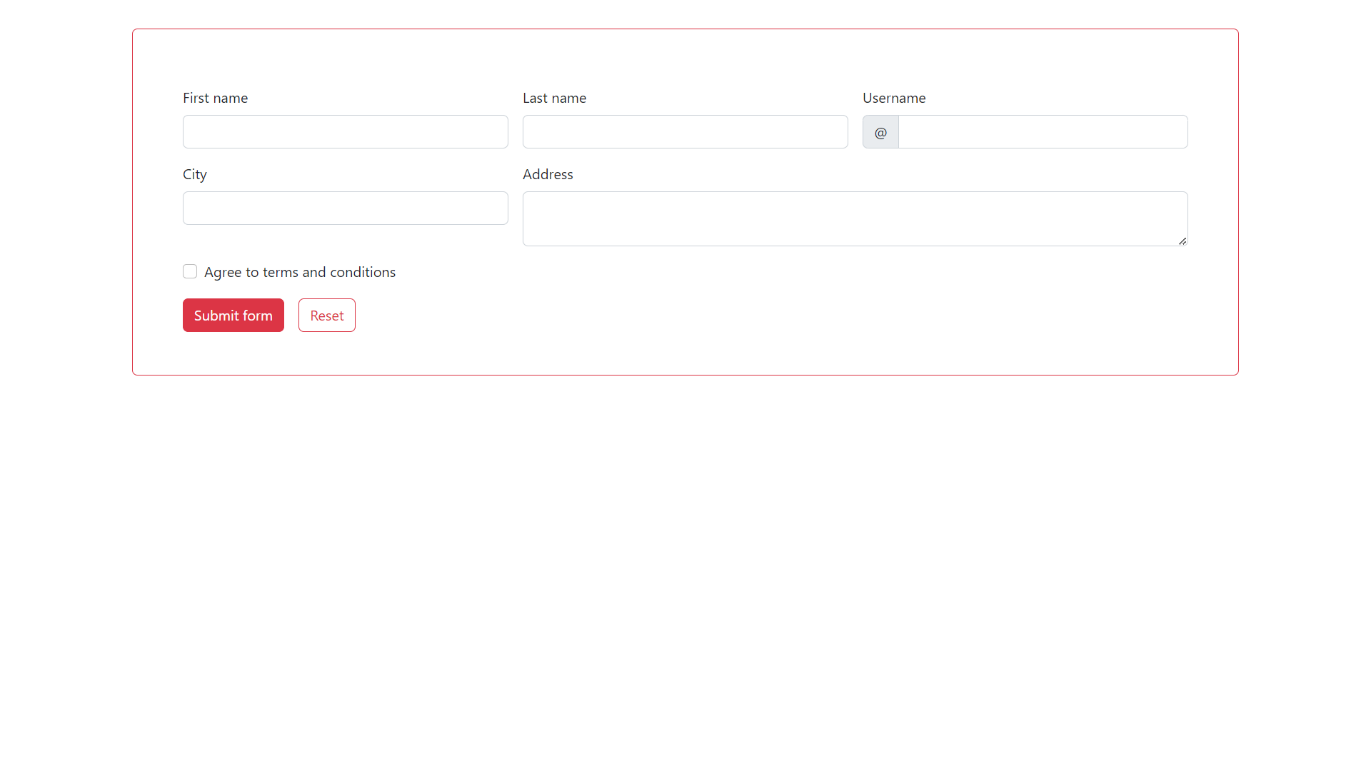 First name Last name Username
@
City Address
Agree to terms and conditions
Submit form Reset